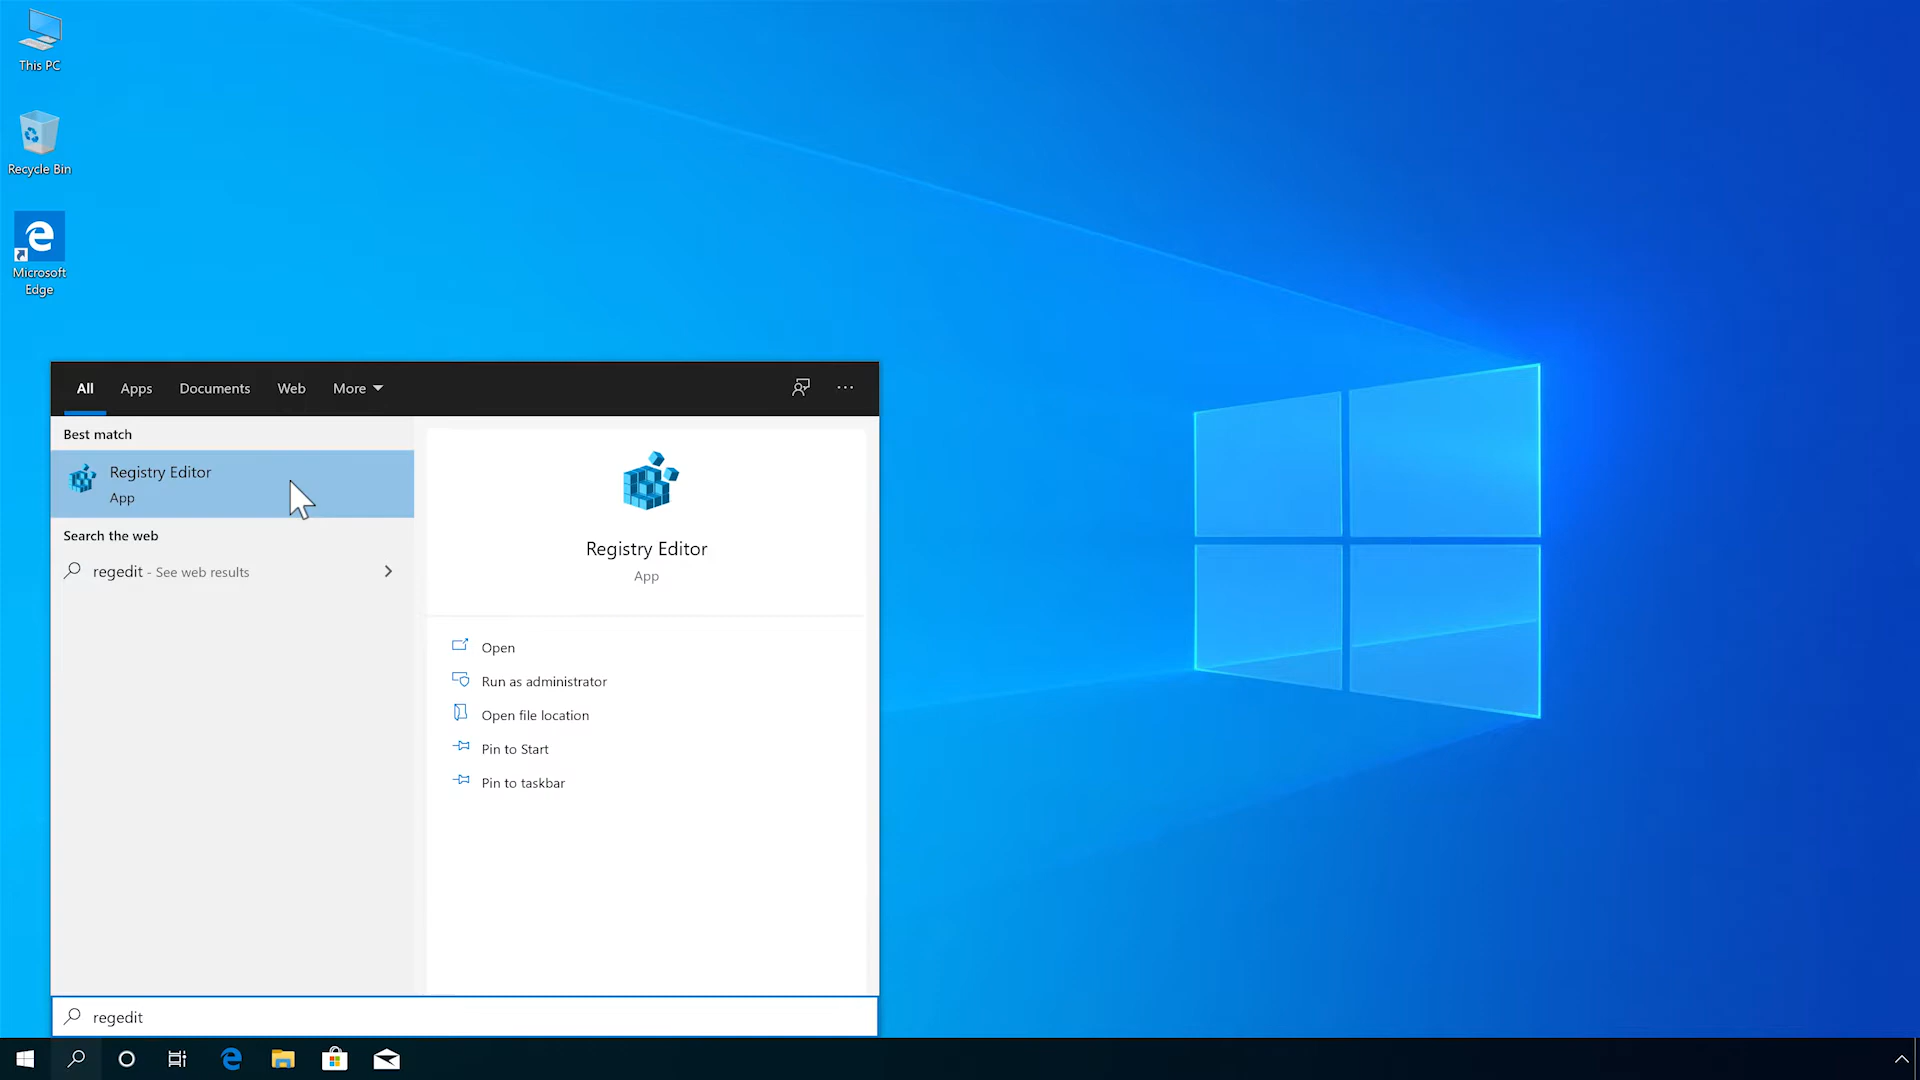 This PC
Recycle Bin
Microsoft
Edge
All Apps Documents Web More
Best match
Registry Editor
App
Search the web
regedit - See web results
Registry Editor
App
Open
Run as administrator
Open file location
Pin to Start
Pin to taskbar
regedit